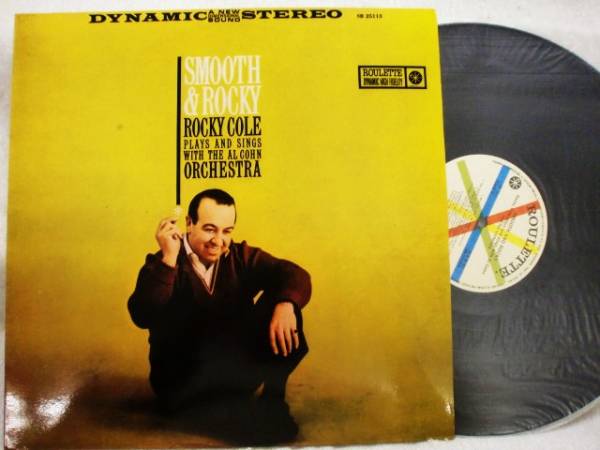 DYNAMIC A NEW DIMENSION IN SOUND STEREO
SR 25113
SMOOTH
& ROCKY
ROCKY COLE
PLAYS AND SINGS
WITH THE AL COHN
ORCHESTRA
ROULETTE
DYNAMIC HIGH FIDELITY
ROULETTE